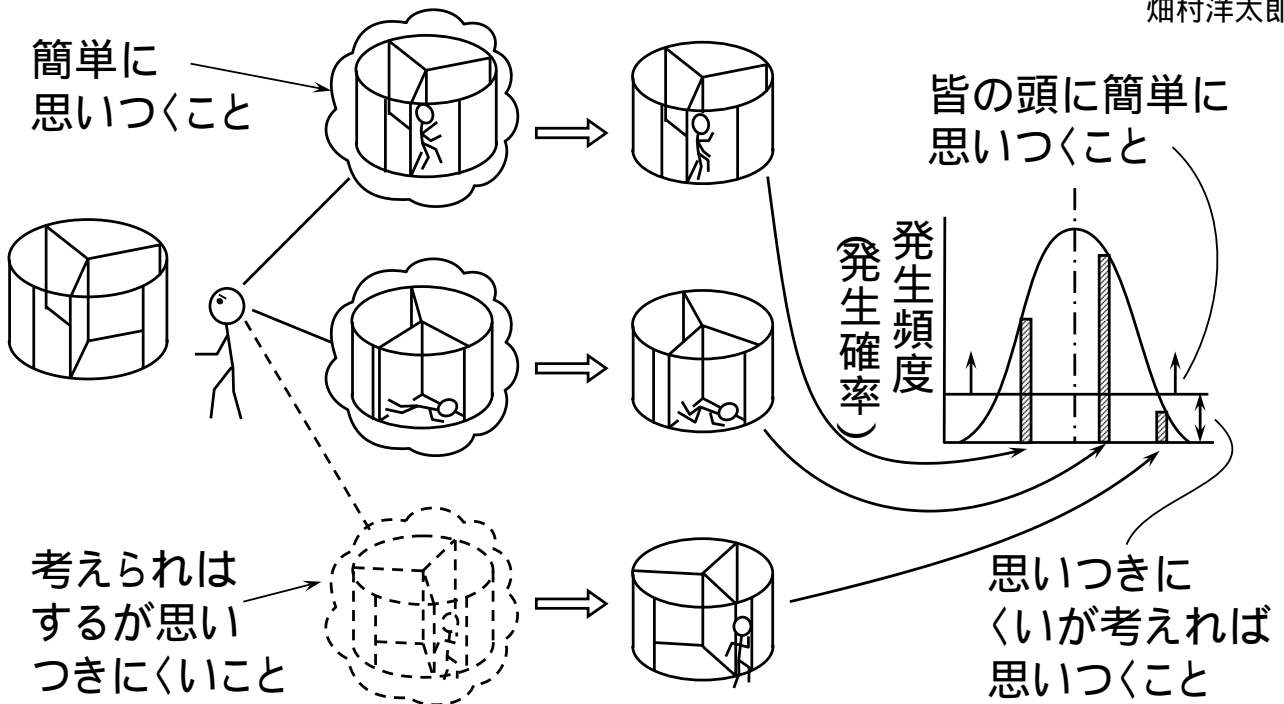 畑村洋太郎
簡単に
思いつくこと
皆の頭に簡単に
思いつくこと
発生頻度
(発生確率)
考えられは
するが思い
つきにくいこと
思いつきに
くいが考えれば
思いつくこと